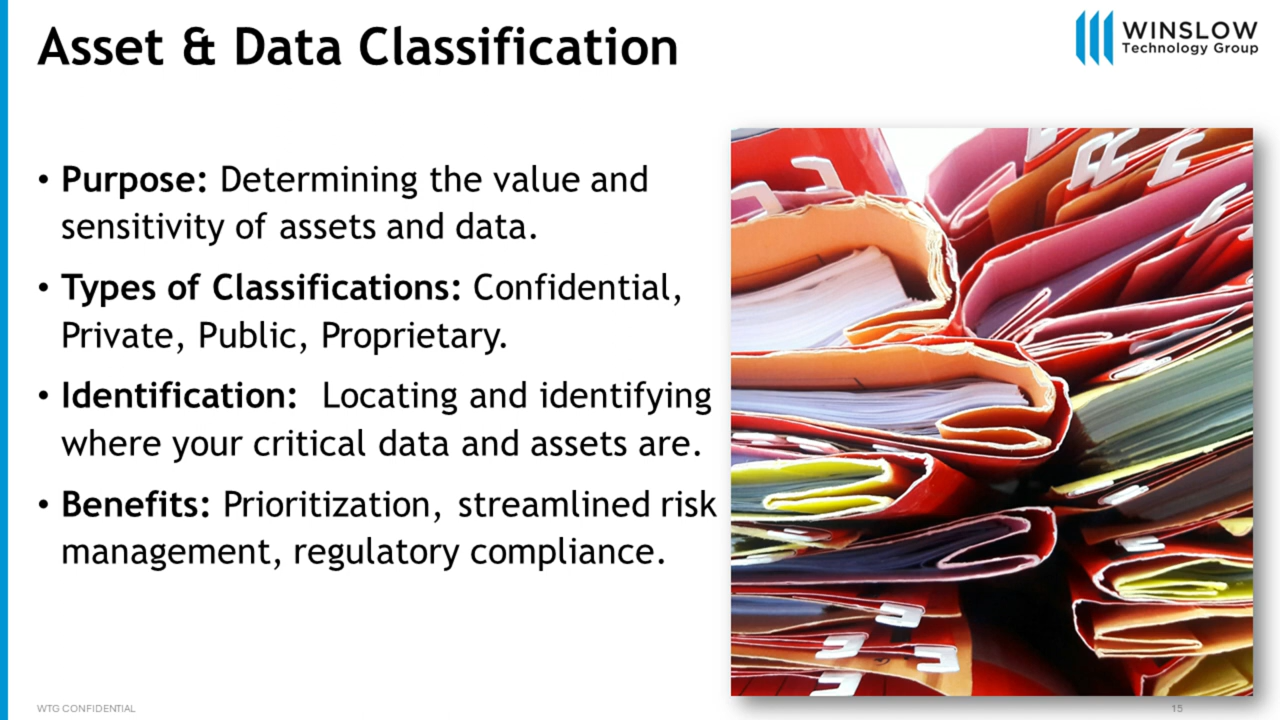 Asset & Data Classification
WINSLOW
Technology Group
• Purpose: Determining the value and
sensitivity of assets and data.
• Types of Classifications: Confidential,
Private, Public, Proprietary.
• Identification: Locating and identifying
where your critical data and assets are.
• Benefits: Prioritization, streamlined risk
management, regulatory compliance.
WTG CONFIDENTIAL
15